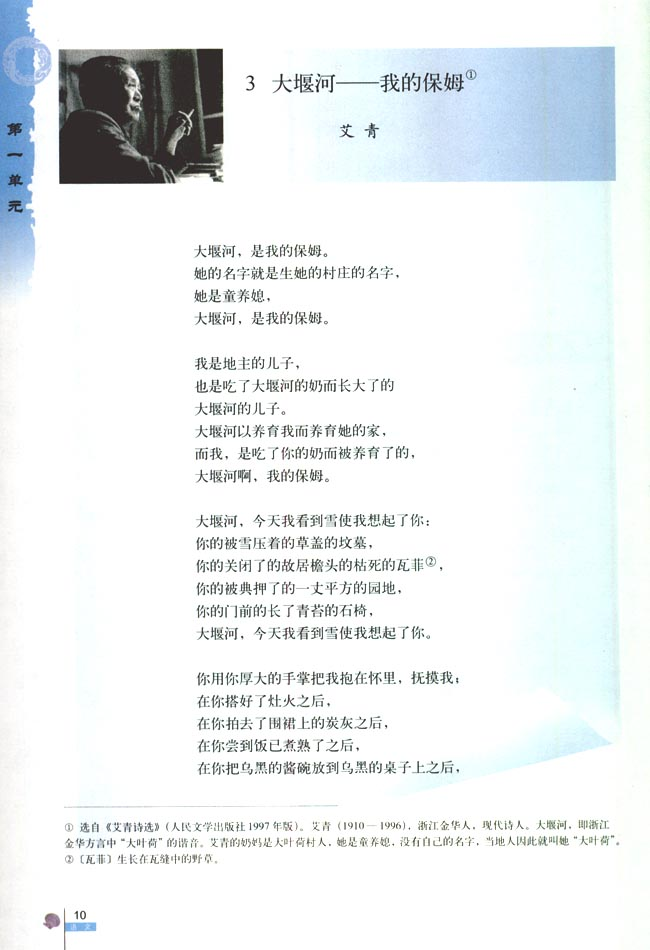 第一单元
3 大堰河——我的保姆①
艾青
大堰河，是我的保姆。
她的名字就是生她的村庄的名字，
她是童养媳，
大堰河，是我的保姆。
我是地主的儿子，
也是吃了大堰河的奶而长大了的
大堰河的儿子。
大堰河以养育我而养育她的家，
而我，是吃了你的奶而被养育了的，
大堰河啊，我的保姆。
大堰河，今天我看到雪使我想起了你：
你的被雪压着的草盖的坟墓，
你的关闭了的故居檐头的枯死的瓦菲②，
你的被典押了的一丈平方的园地，
你的门前的长了青苔的石椅，
大堰河，今天我看到雪使我想起了你。
你用你厚大的手掌把我抱在怀里，抚摸我；
在你搭好了灶火之后，
在你拍去了围裙上的炭灰之后，
在你尝到饭已煮熟了之后，
在你把乌黑的酱碗放到乌黑的桌子上之后，
① 选自《艾青诗选》（人民文学出版社1997年版）。艾青（1910—1996），浙江金华人，现代诗人。大堰河，即浙江
金华方言中“大叶荷”的谐音。艾青的奶妈是大叶荷村人，她是童养媳，没有自己的名字，当地人因此就叫她“大叶荷”。
②〔瓦菲〕生长在瓦缝中的野草。
10
语文